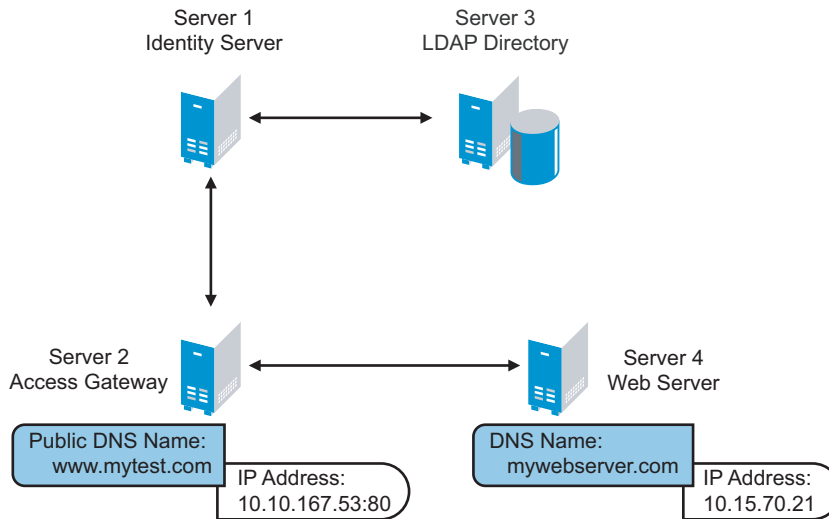 Server 1
Identity Server
Server 3
LDAP Directory
Server 2
Access Gateway
Server 4
Web Server
Public DNS Name:
www.mytest.com
IP Address:
10.10.167.53:80
DNS Name:
mywebserver.com
IP Address:
10.15.70.21